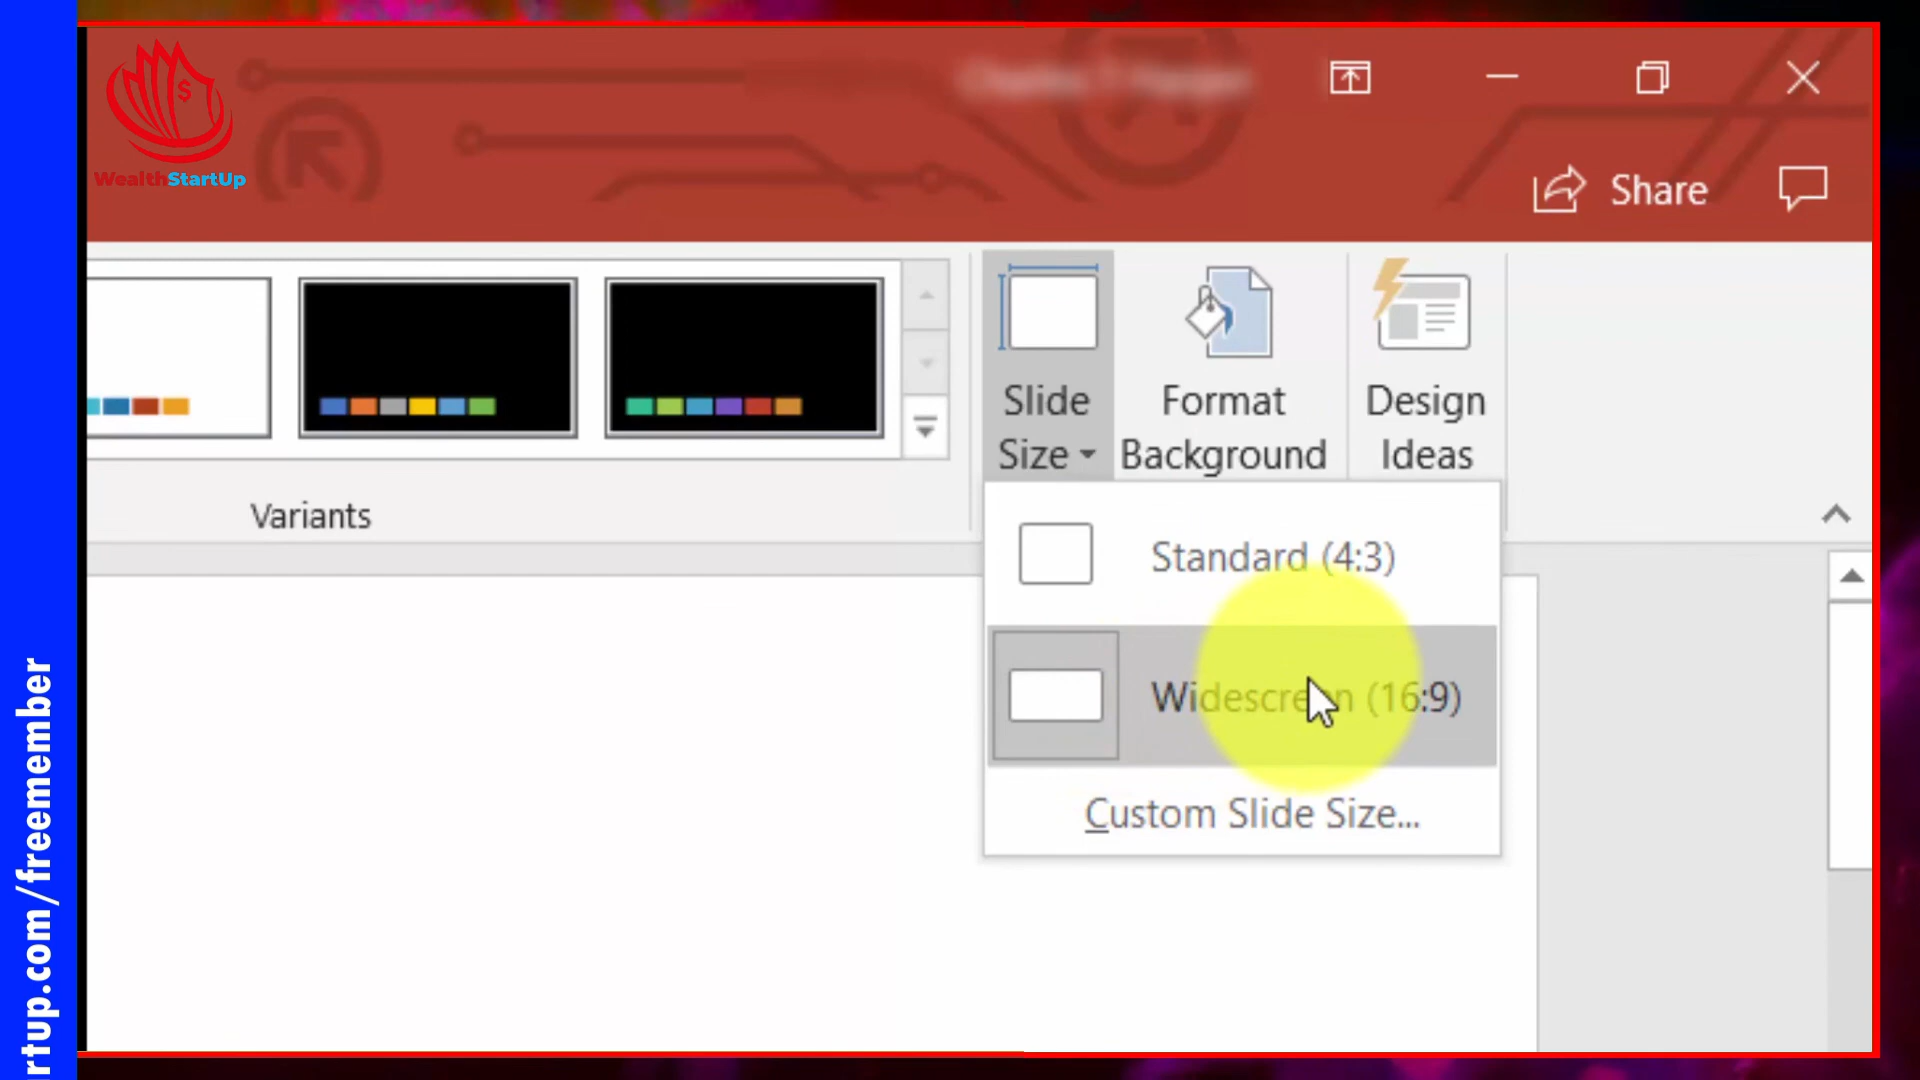 WealthStartUp
Share
Slide
Size
Format
Background
Design
Ideas
Variants
Standard (4:3)
Widescreen (16:9)
Custom Slide Size...
rtup.com/freemember